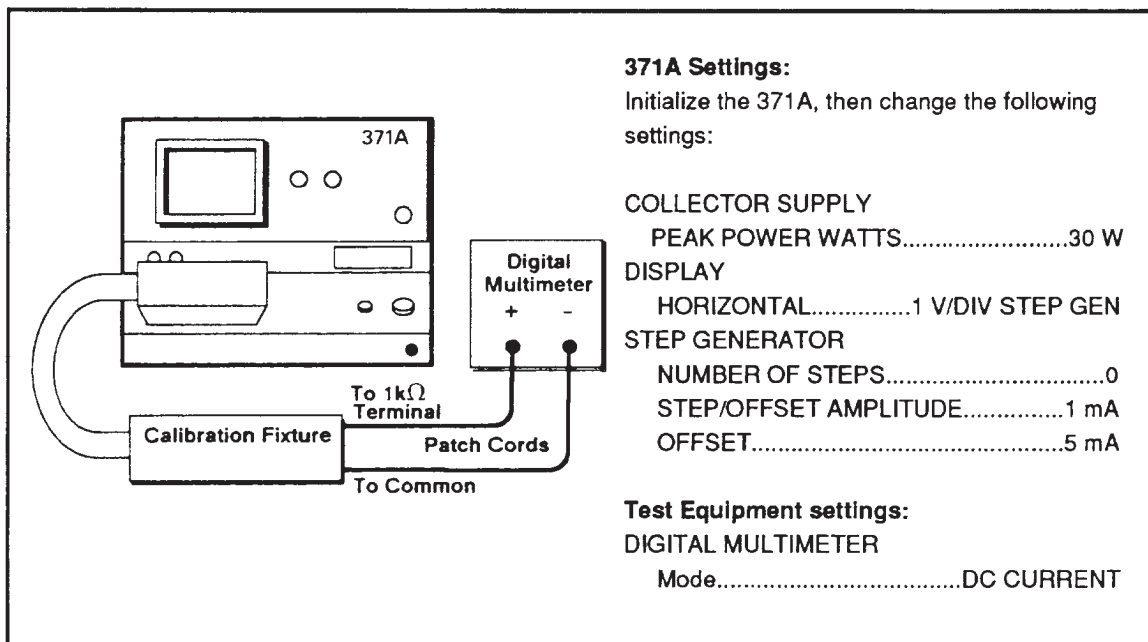 371A
Digital
Multimeter
+ -
To 1kΩ
Terminal
Calibration Fixture
Patch Cords
To Common
371A Settings:
Initialize the 371A, then change the following
settings:
COLLECTOR SUPPLY
PEAK POWER WATTS..........................30 W
DISPLAY
HORIZONTAL...............1 V/DIV STEP GEN
STEP GENERATOR
NUMBER OF STEPS...............................0
STEP/OFFSET AMPLITUDE...............1 mA
OFFSET...........................................5 mA
Test Equipment settings:
DIGITAL MULTIMETER
Mode.....................................DC CURRENT